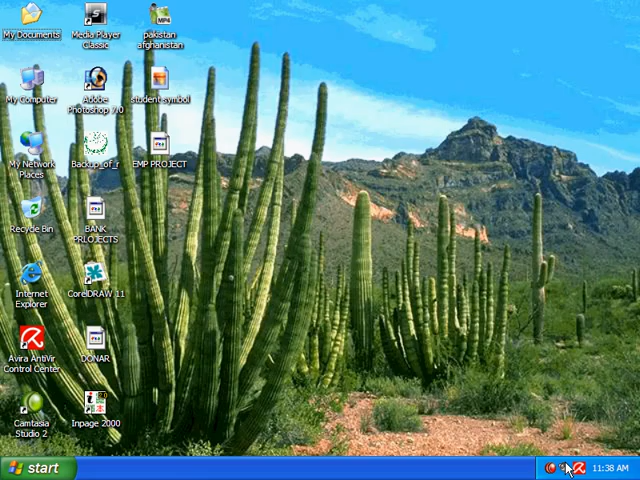 My Documents
Media Player
Classic
MP4
pakistan
afghanistan
My Computer
Adobe
Photoshop 7.0
student symbol
My Network
Places
Backup_of_r
EMP PROJECT
Recycle Bin
BANK
PRLOJECTS
Internet
Explorer
CorelDRAW 11
Avira AntiVir
Control Center
DONAR
Camtasia
Studio 2
Inpage 2000
start
11:38 AM